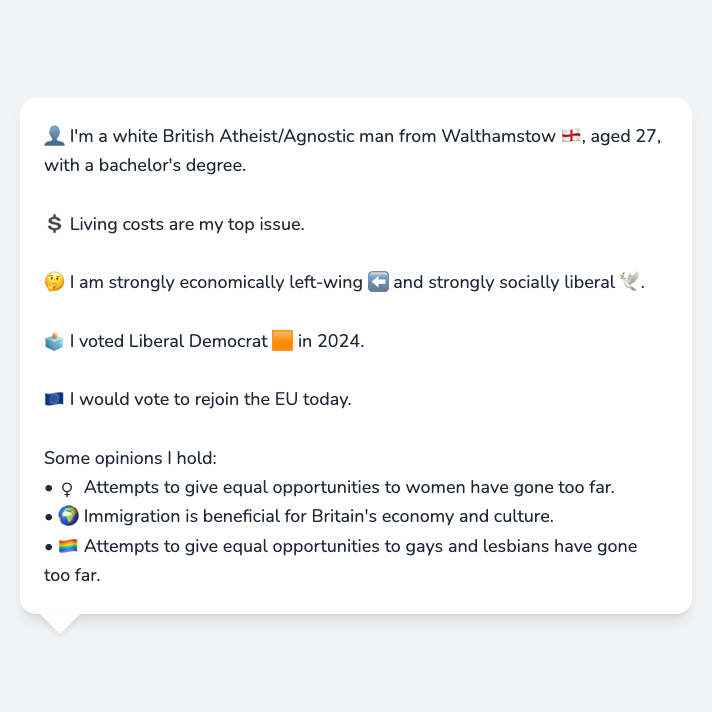 👤 I'm a white British Atheist/Agnostic man from Walthamstow 🏴󠁧󠁢󠁥󠁮󠁧󠁿, aged 27,
with a bachelor's degree.
💲 Living costs are my top issue.
🤔 I am strongly economically left-wing ⬅️ and strongly socially liberal 🕊️.
🗳️ I voted Liberal Democrat 🟧 in 2024.
🇪🇺 I would vote to rejoin the EU today.
Some opinions I hold:
• ♀️ Attempts to give equal opportunities to women have gone too far.
• 🌍 Immigration is beneficial for Britain's economy and culture.
• 🏳️‍🌈 Attempts to give equal opportunities to gays and lesbians have gone
too far.